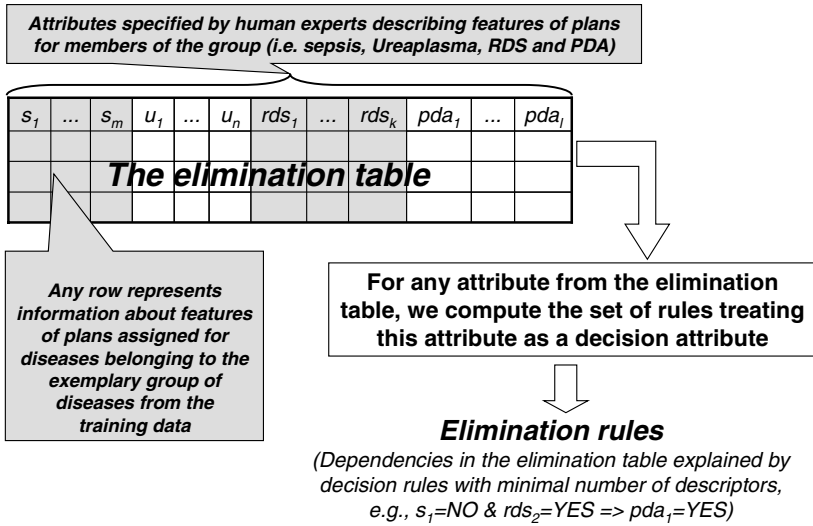 Attributes specified by human experts describing features of plans
for members of the group (i.e. sepsis, Ureaplasma, RDS and PDA)
s1 ... sm u1 ... un rds1 ... rdsk pda1 ... pdal
The elimination table
Any row represents
information about features
of plans assigned for
diseases belonging to the
exemplary group of
diseases from the
training data
For any attribute from the elimination
table, we compute the set of rules treating
this attribute as a decision attribute
Elimination rules
(Dependencies in the elimination table explained by
decision rules with minimal number of descriptors,
e.g., s1=NO & rds2=YES => pda1=YES)